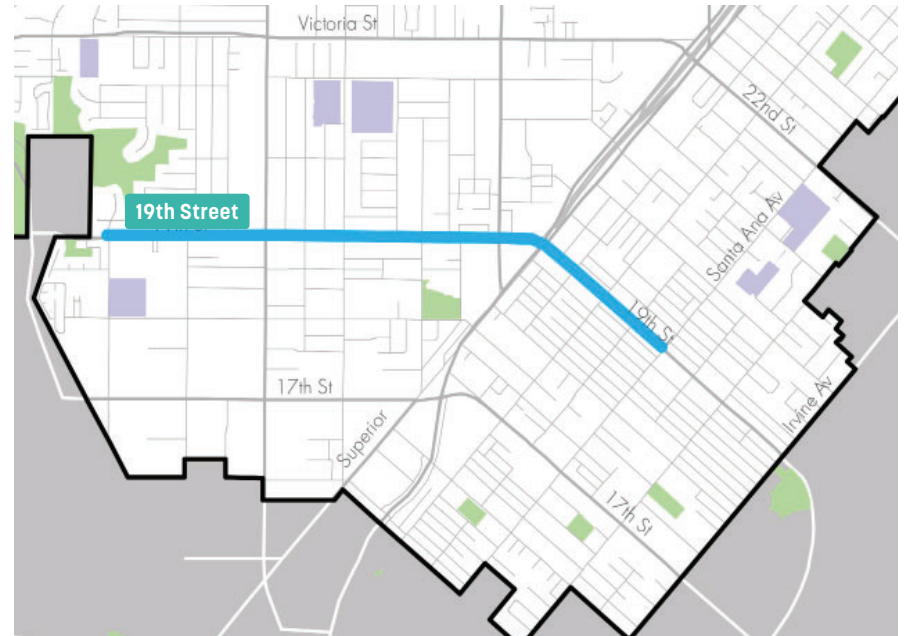 Victoria St
22nd St
19th Street
Santa Ana Av
19th St
17th St
Irvine Av
Superior
17th St